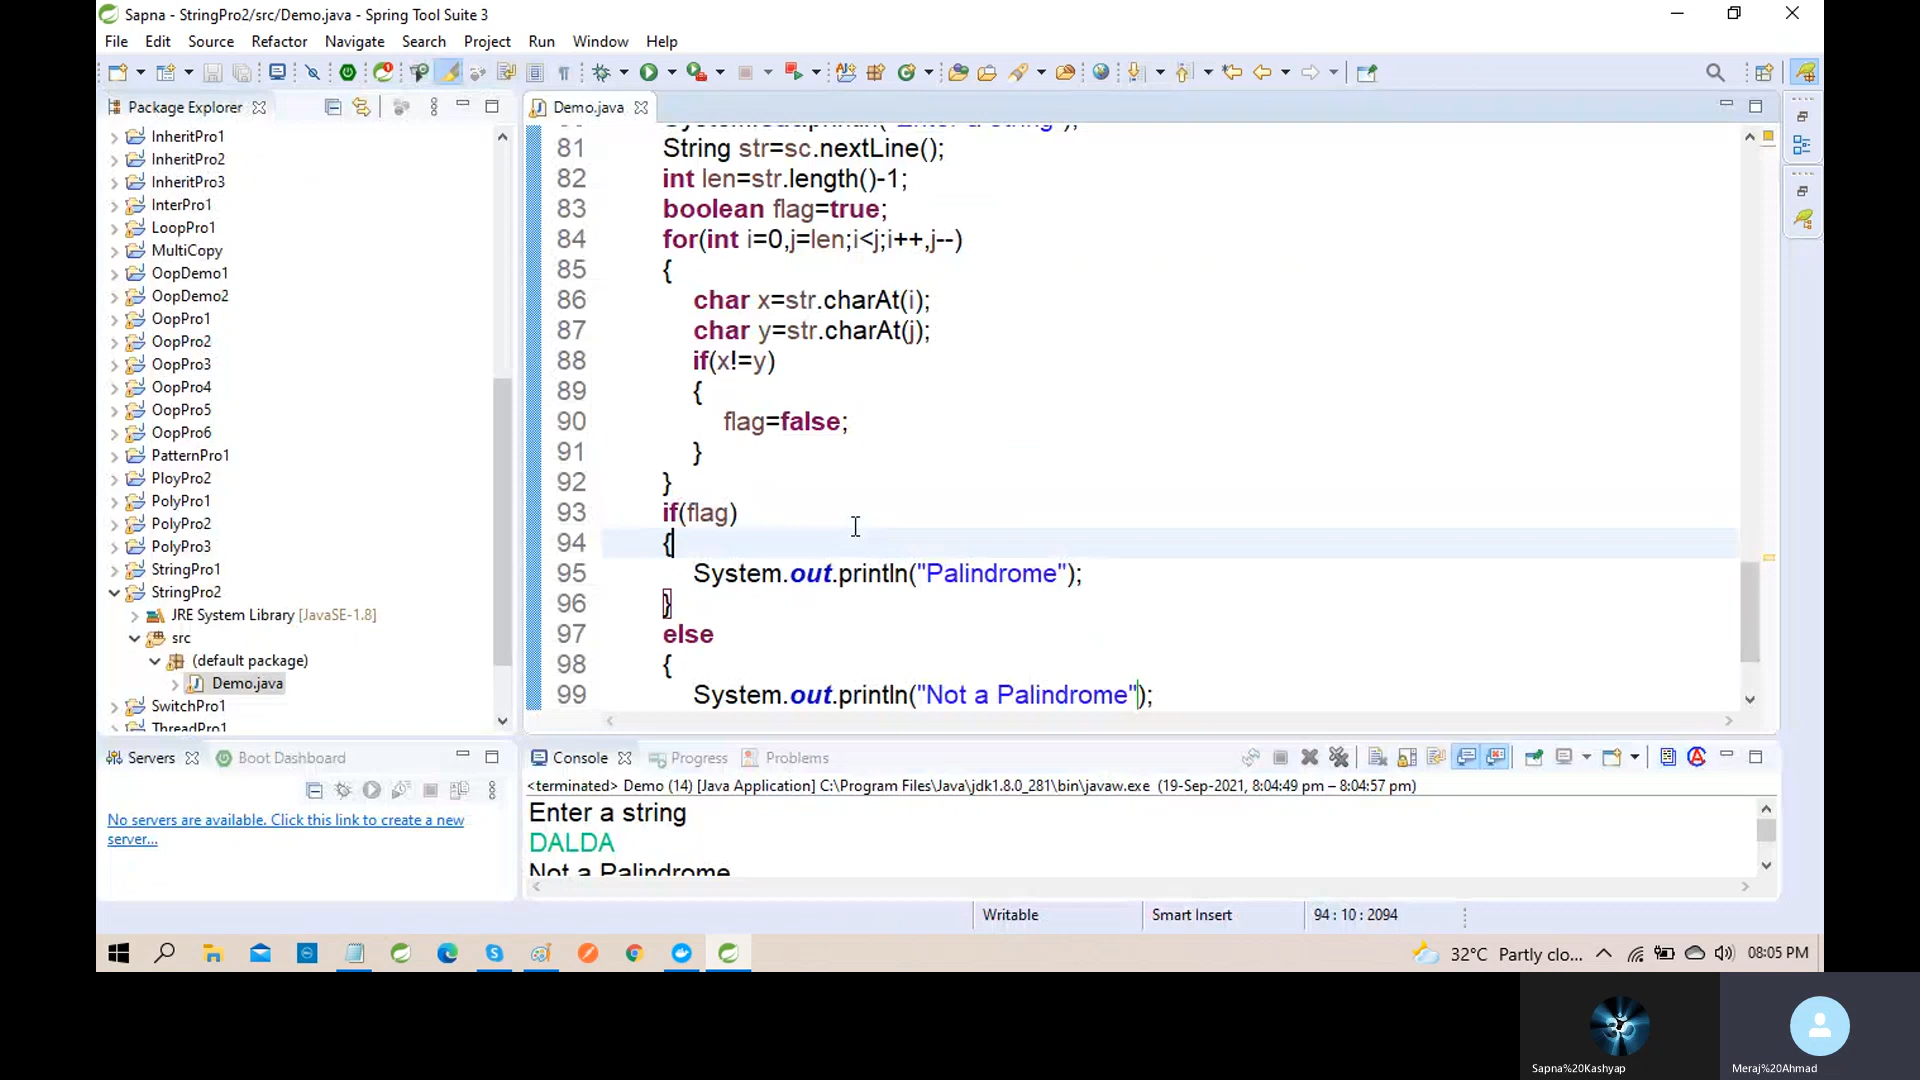 Sapna - StringPro2/src/Demo.java - Spring Tool Suite 3
File Edit Source Refactor Navigate Search Project Run Window Help
Package Explorer
InheritPro1
InheritPro2
InheritPro3
InterPro1
LoopPro1
MultiCopy
OopDemo1
OopDemo2
OopPro1
OopPro2
OopPro3
OopPro4
OopPro5
OopPro6
PatternPro1
PloyPro2
PolyPro1
PolyPro2
PolyPro3
StringPro1
StringPro2
JRE System Library [JavaSE-1.8]
src
(default package)
Demo.java
SwitchPro1
ThreadPro1
Demo.java
81 String str=sc.nextLine();
82 int len=str.length()-1;
83 boolean flag=true;
84 for(int i=0,j=len;i<j;i++,j--)
85 {
86 char x=str.charAt(i);
87 char y=str.charAt(j);
88 if(x!=y)
89 {
90 flag=false;
91 }
92 }
93 if(flag)
94 {
95 System.out.println("Palindrome");
96 }
97 else
98 {
99 System.out.println("Not a Palindrome");
Servers Boot Dashboard
No servers are available. Click this link to create a new
server...
Console Progress Problems
<terminated> Demo (14) [Java Application] C:\Program Files\Java\jdk1.8.0_281\bin\javaw.exe (19-Sep-2021, 8:04:49 pm – 8:04:57 pm)
Enter a string
DALDA
Not a Palindrome
Writable Smart Insert 94 : 10 : 2094
32°C Partly clo... 08:05 PM
Sapna%20Kashyap
Meraj%20Ahmad